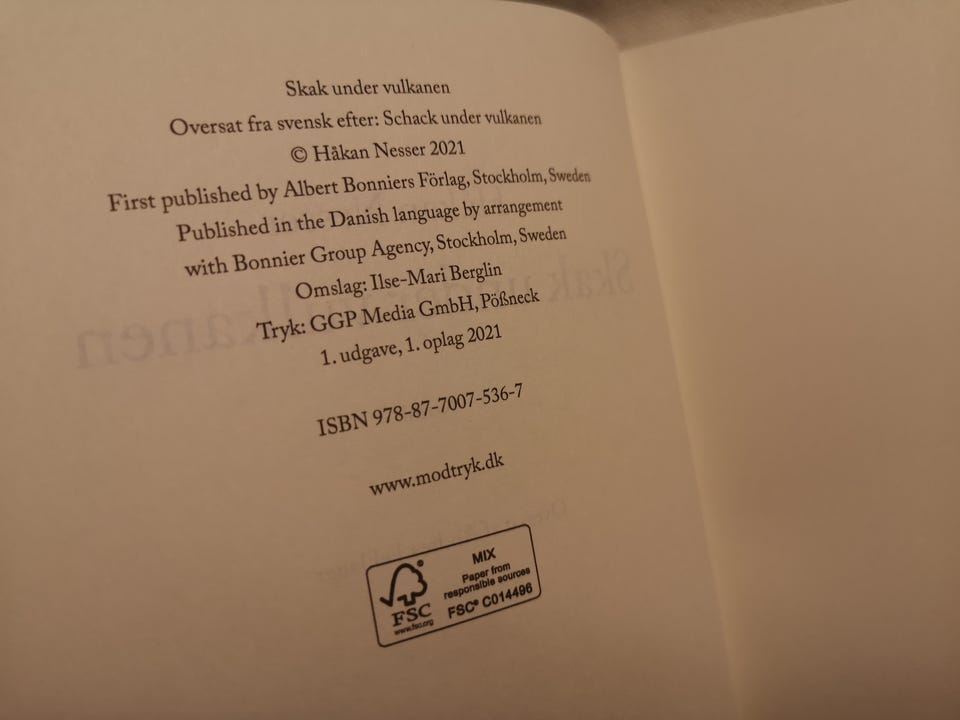 Skak under vulkanen
Oversat fra svensk efter: Schack under vulkanen
© Håkan Nesser 2021
First published by Albert Bonniers Förlag, Stockholm, Sweden
Published in the Danish language by arrangement
with Bonnier Group Agency, Stockholm, Sweden
Omslag: Ilse-Mari Berglin
Tryk: GGP Media GmbH, Pößneck
1. udgave, 1. oplag 2021
ISBN 978-87-7007-536-7
www.modtryk.dk
FSC
www.fsc.org
MIX
Paper from
responsible sources
FSC® C014496